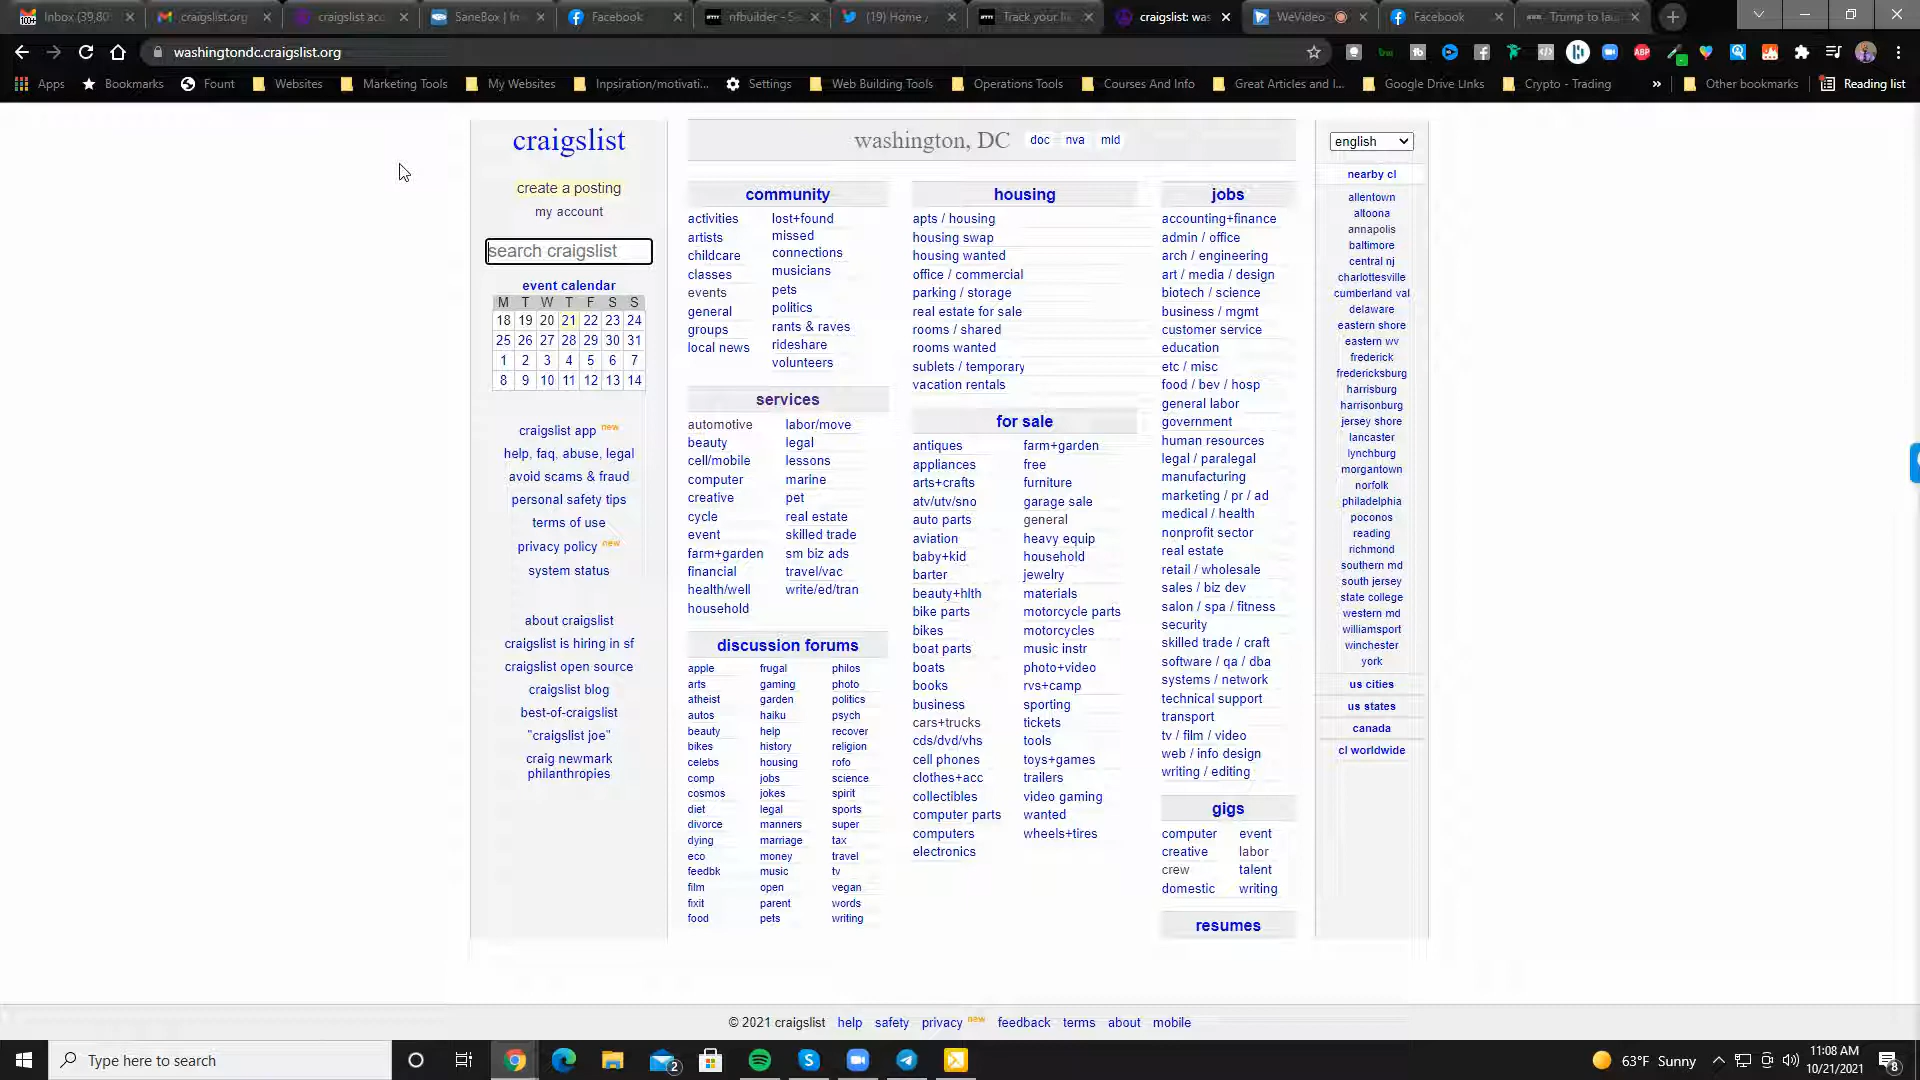 Inbox (39,80
craigslist.org
craigslist acc
SaneBox | In
Facebook
nfbuilder - S
(19) Home /
Track your li
craigslist: was
WeVideo
Facebook
Trump to lau
washingtondc.craigslist.org
Apps
Bookmarks
Fount
Websites
Marketing Tools
My Websites
Inpsiration/motivati...
Settings
Web Building Tools
Operations Tools
Courses And Info
Great Articles and I...
Google Drive LInks
Crypto - Trading
»
Other bookmarks
Reading list
craigslist
create a posting
my account
search craigslist
event calendar
M T W T F S S
18 19 20 21 22 23 24
25 26 27 28 29 30 31
1 2 3 4 5 6 7
8 9 10 11 12 13 14
craigslist app new
help, faq, abuse, legal
avoid scams & fraud
personal safety tips
terms of use
privacy policy new
system status
about craigslist
craigslist is hiring in sf
craigslist open source
craigslist blog
best-of-craigslist
"craigslist joe"
craig newmark
philanthropies
washington, DC doc nva mld
community
activities
artists
childcare
classes
events
general
groups
local news
lost+found
missed
connections
musicians
pets
politics
rants & raves
rideshare
volunteers
services
automotive
beauty
cell/mobile
computer
creative
cycle
event
farm+garden
financial
health/well
household
labor/move
legal
lessons
marine
pet
real estate
skilled trade
sm biz ads
travel/vac
write/ed/tran
discussion forums
apple
arts
atheist
autos
beauty
bikes
celebs
comp
cosmos
diet
divorce
dying
eco
feedbk
film
fixit
food
frugal
gaming
garden
haiku
help
history
housing
jobs
jokes
legal
manners
marriage
money
music
open
parent
pets
philos
photo
politics
psych
recover
religion
rofo
science
spirit
sports
super
tax
travel
tv
vegan
words
writing
housing
apts / housing
housing swap
housing wanted
office / commercial
parking / storage
real estate for sale
rooms / shared
rooms wanted
sublets / temporary
vacation rentals
for sale
antiques
appliances
arts+crafts
atv/utv/sno
auto parts
aviation
baby+kid
barter
beauty+hlth
bike parts
bikes
boat parts
boats
books
business
cars+trucks
cds/dvd/vhs
cell phones
clothes+acc
collectibles
computer parts
computers
electronics
farm+garden
free
furniture
garage sale
general
heavy equip
household
jewelry
materials
motorcycle parts
motorcycles
music instr
photo+video
rvs+camp
sporting
tickets
tools
toys+games
trailers
video gaming
wanted
wheels+tires
jobs
accounting+finance
admin / office
arch / engineering
art / media / design
biotech / science
business / mgmt
customer service
education
etc / misc
food / bev / hosp
general labor
government
human resources
legal / paralegal
manufacturing
marketing / pr / ad
medical / health
nonprofit sector
real estate
retail / wholesale
sales / biz dev
salon / spa / fitness
security
skilled trade / craft
software / qa / dba
systems / network
technical support
transport
tv / film / video
web / info design
writing / editing
gigs
computer
creative
crew
domestic
event
labor
talent
writing
resumes
english
nearby cl
allentown
altoona
annapolis
baltimore
central nj
charlottesville
cumberland val
delaware
eastern shore
eastern wv
frederick
fredericksburg
harrisburg
harrisonburg
jersey shore
lancaster
lynchburg
morgantown
norfolk
philadelphia
poconos
reading
richmond
southern md
south jersey
state college
western md
williamsport
winchester
york
us cities
us states
canada
cl worldwide
© 2021 craigslist help safety privacy new feedback terms about mobile
Type here to search
2
63°F Sunny
11:08 AM
10/21/2021
8